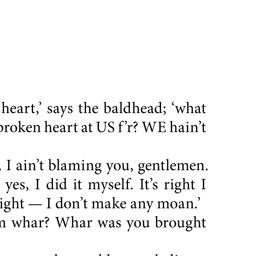 heart,’ says the baldhead; ‘what
broken heart at US f’r? WE hain’t
. I ain’t blaming you, gentlemen.
yes, I did it myself. It’s right I
ight — I don’t make any moan.’
whar? Whar was you brought